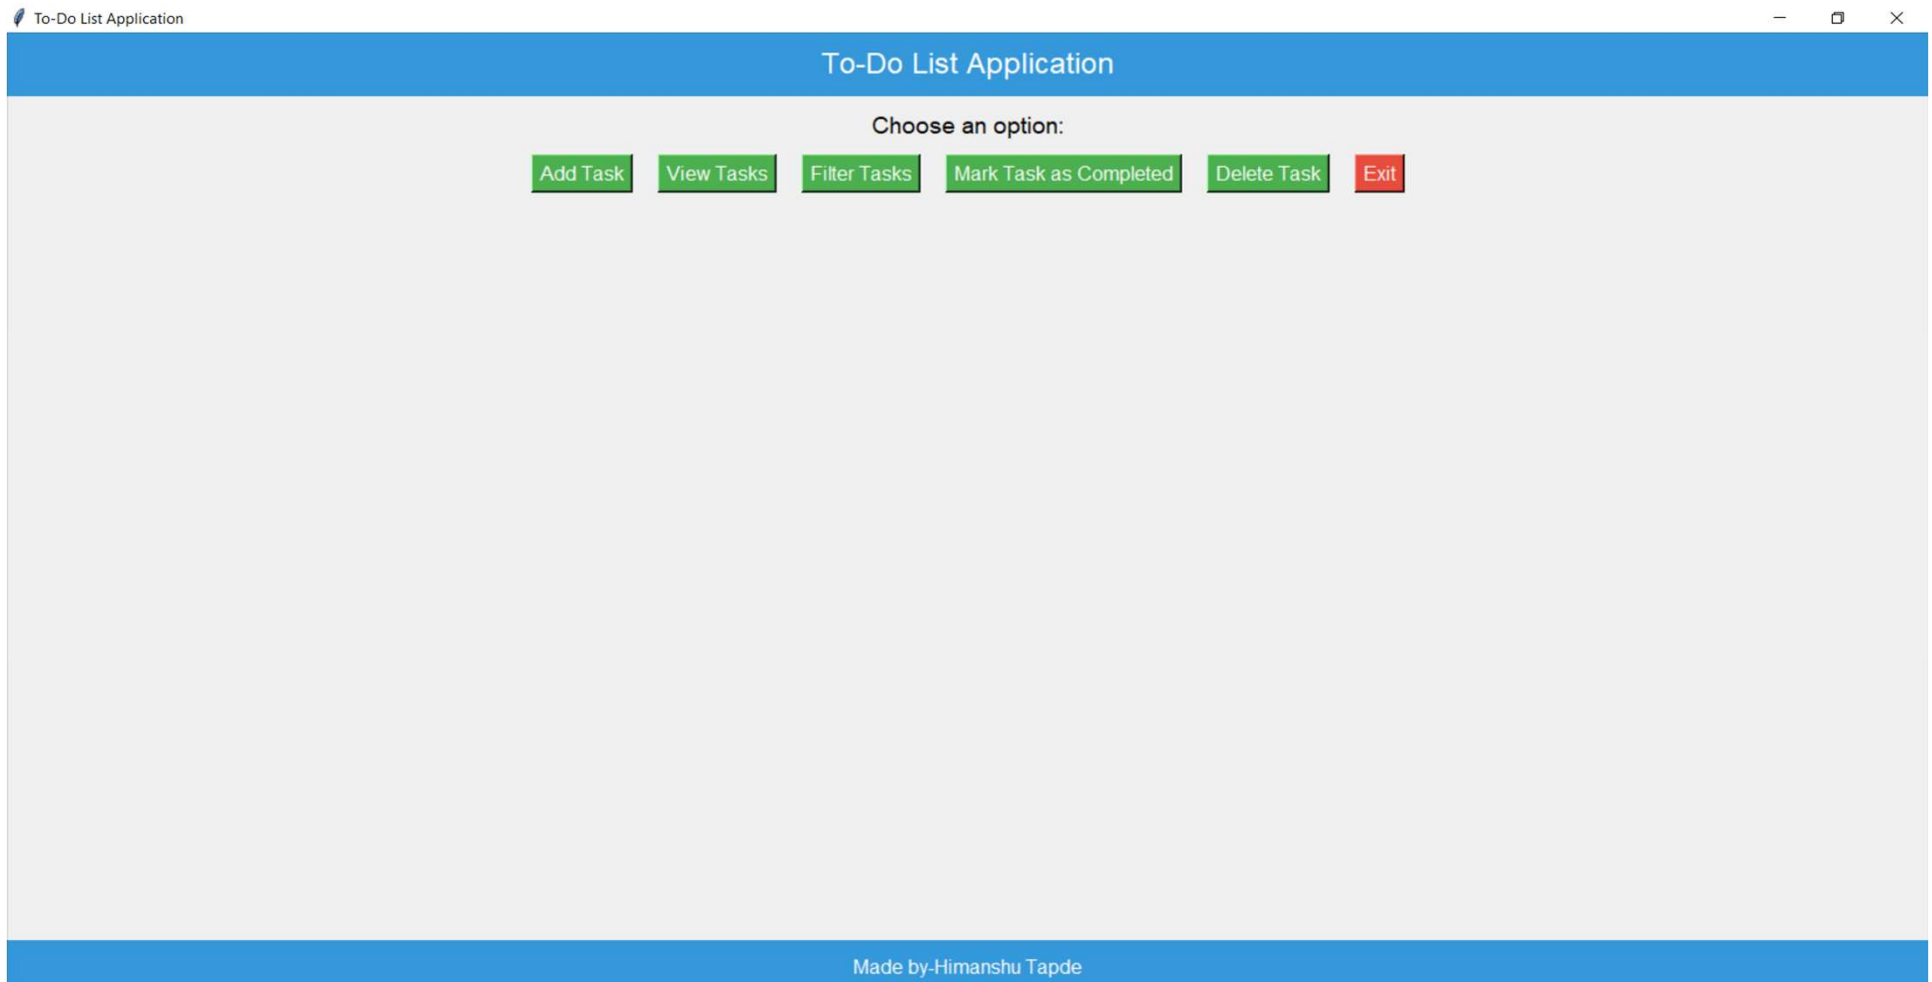 To-Do List Application
To-Do List Application
Choose an option:
Add Task View Tasks Filter Tasks Mark Task as Completed Delete Task Exit
Made by-Himanshu Tapde